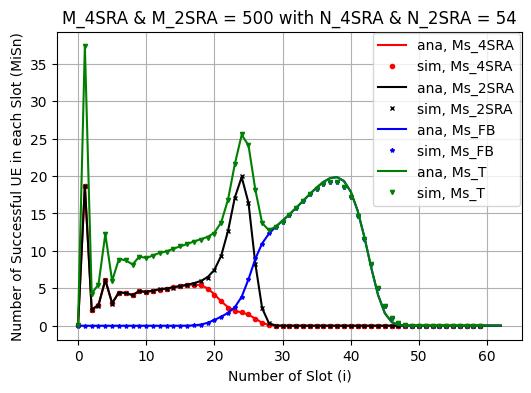 M_4SRA & M_2SRA = 500 with N_4SRA & N_2SRA = 54
Number of Successful UE in each Slot (MiSn)
35
30
25
20
15
10
5
0
ana, Ms_4SRA
sim, Ms_4SRA
ana, Ms_2SRA
sim, Ms_2SRA
ana, Ms_FB
sim, Ms_FB
ana, Ms_T
sim, Ms_T
0 10 20 30 40 50 60
Number of Slot (i)